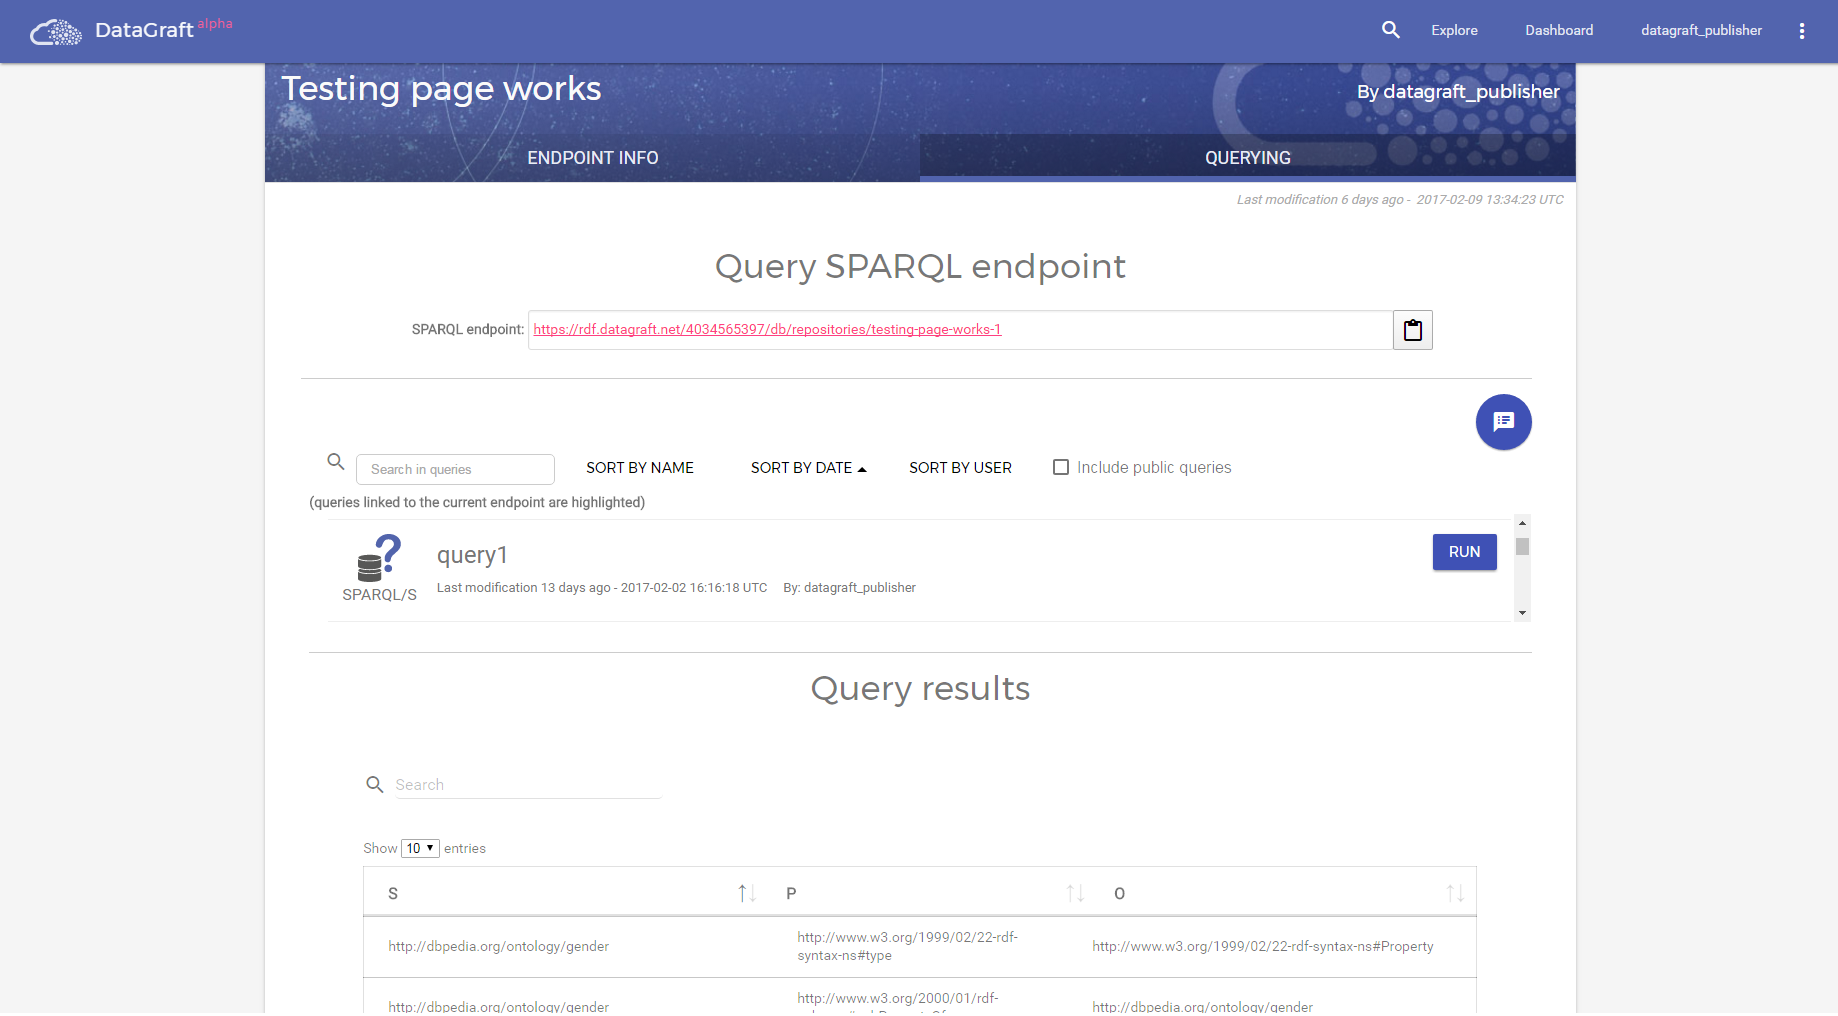 DataGraft alpha
Explore
Dashboard
datagraft_publisher
Testing page works
By datagraft_publisher
ENDPOINT INFO
QUERYING
Last modification 6 days ago - 2017-02-09 13:34:23 UTC
Query SPARQL endpoint
SPARQL endpoint: https://rdf.datagraft.net/4034565397/db/repositories/testing-page-works-1
Search in queries
SORT BY NAME
SORT BY DATE
SORT BY USER
Include public queries
(queries linked to the current endpoint are highlighted)
query1
RUN
SPARQL/S
Last modification 13 days ago - 2017-02-02 16:16:18 UTC By: datagraft_publisher
Query results
Search
Show 10 entries
S P O
http://dbpedia.org/ontology/gender
http://www.w3.org/1999/02/22-rdf-
syntax-ns#type
http://www.w3.org/1999/02/22-rdf-syntax-ns#Property
http://dbpedia.org/ontology/gender
http://www.w3.org/2000/01/rdf-
http://dbpedia.org/ontology/gender